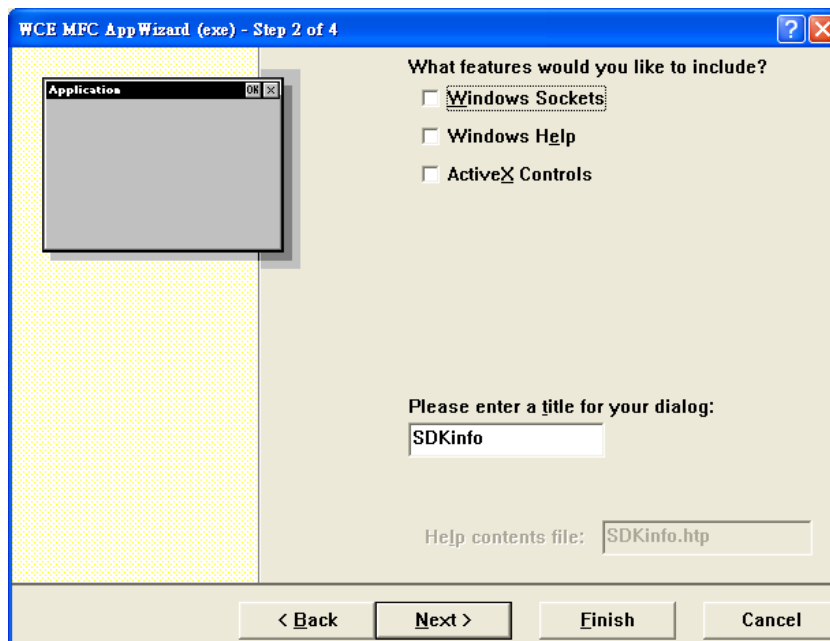 WCE MFC AppWizard (exe) - Step 2 of 4
Application
OK
What features would you like to include?
Windows Sockets
Windows Help
ActiveX Controls
Please enter a title for your dialog:
SDKinfo
Help contents file: SDKinfo.htp
< Back Next > Finish Cancel